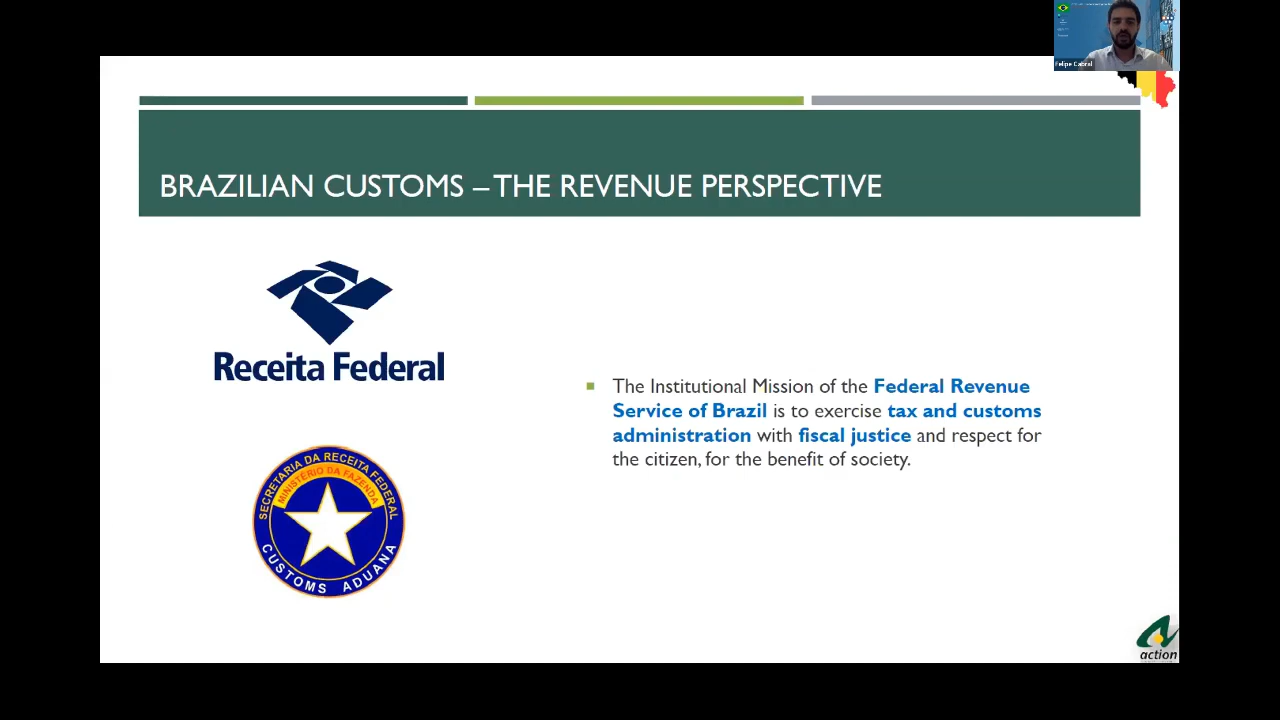 Felipe Cabral
BRAZILIAN CUSTOMS – THE REVENUE PERSPECTIVE
Receita Federal
SECRETARIA DA RECEITA FEDERAL
MINISTÉRIO DA FAZENDA
CUSTOMS ADUANA
The Institutional Mission of the Federal Revenue
Service of Brazil is to exercise tax and customs
administration with fiscal justice and respect for
the citizen, for the benefit of society.
action